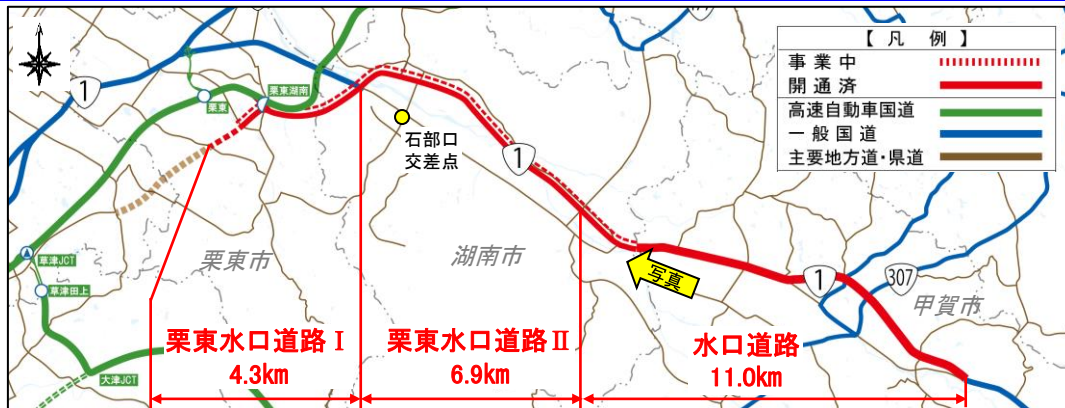 【 凡 例 】
事 業 中
開 通 済
高速自動車国道
一 般 国 道
主要地方道・県道
1
栗東
栗東湖南
石部口
交差点
1
草津JCT
草津田上
大津JCT
栗東市
湖南市
写真
1
307
甲賀市
栗東水口道路Ⅰ
4.3km
栗東水口道路Ⅱ
6.9km
水口道路
11.0km